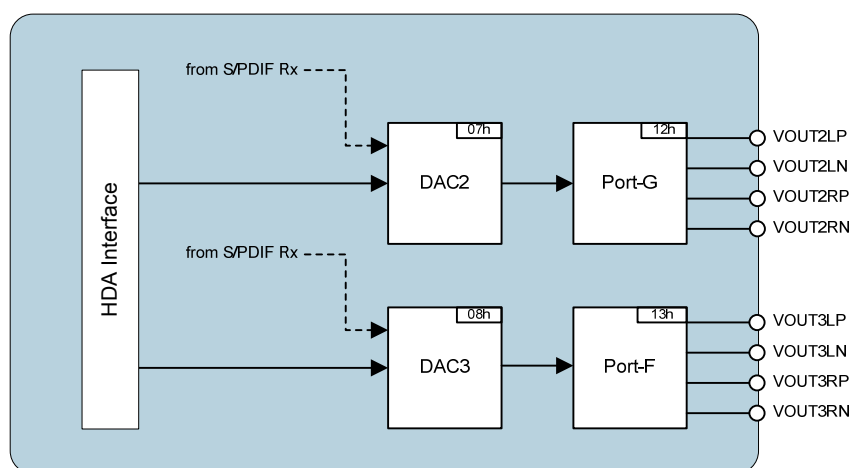 HDA Interface
from S/PDIF Rx
07h
DAC2
12h
Port-G
VOUT2LP
VOUT2LN
VOUT2RP
VOUT2RN
from S/PDIF Rx
08h
DAC3
13h
Port-F
VOUT3LP
VOUT3LN
VOUT3RP
VOUT3RN